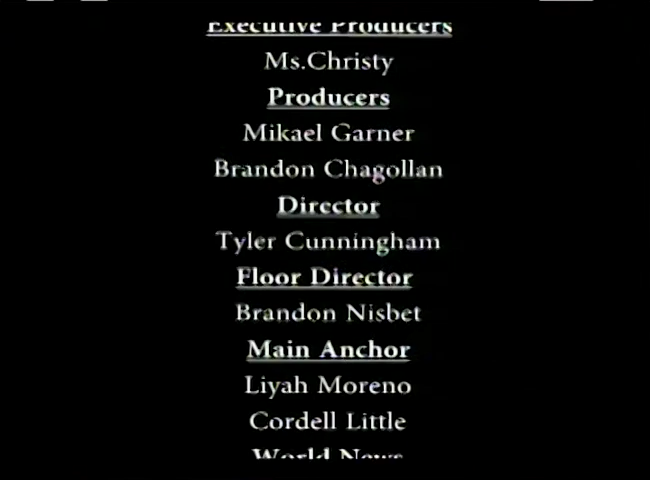 Executive Producers
Ms.Christy
Producers
Mikael Garner
Brandon Chagollan
Director
Tyler Cunningham
Floor Director
Brandon Nisbet
Main Anchor
Liyah Moreno
Cordell Little
World News